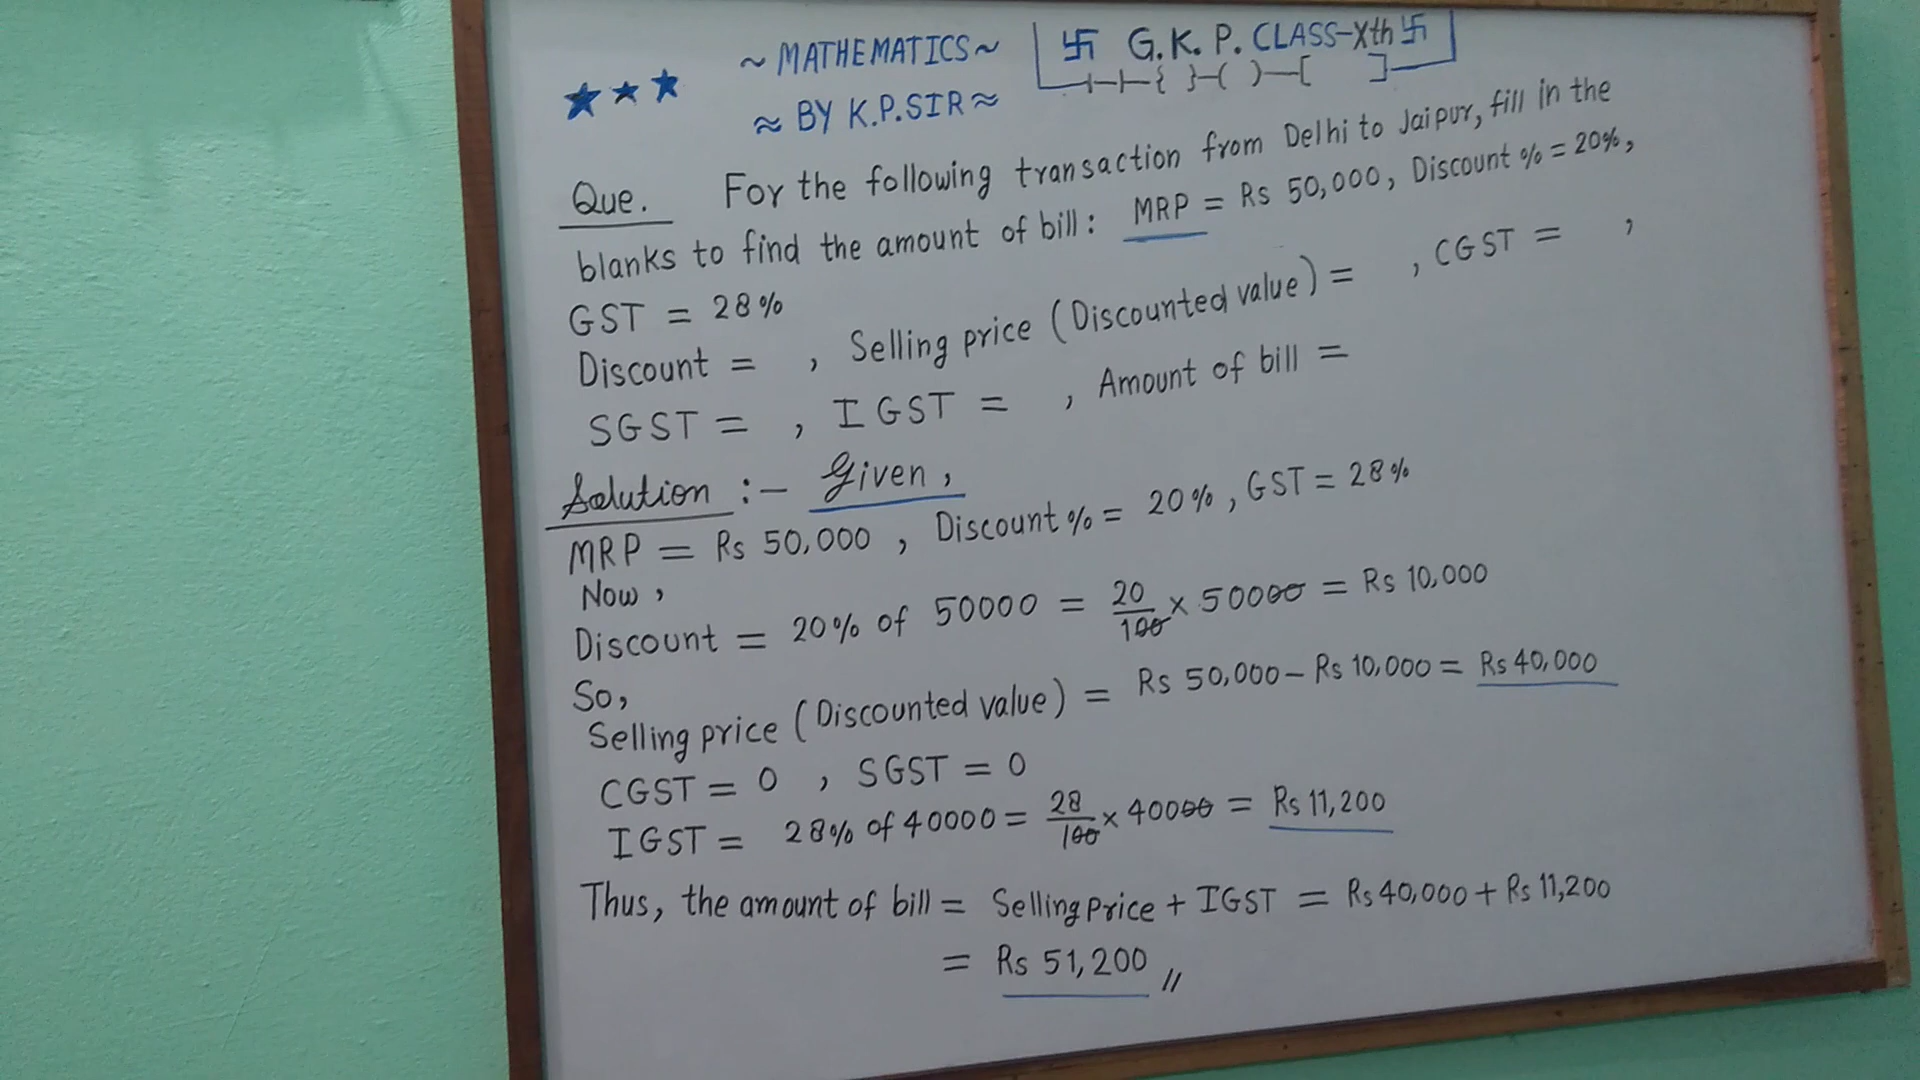 ~ MATHEMATICS ~
卐 G.K.P. CLASS-Xth 卐
{ } ( ) [ ]
★★★
≈ BY K.P.SIR ≈
Que. For the following transaction from Delhi to Jaipur, fill in the
blanks to find the amount of bill: MRP = Rs 50,000, Discount % = 20%,
GST = 28%
Discount = , Selling price (Discounted value) = , CGST = ,
SGST = , IGST = , Amount of bill =
Solution :- Given,
MRP = Rs 50,000, Discount % = 20%, GST = 28%
Now,
Discount = 20% of 50000 = 20/100 × 50000 = Rs 10,000
So,
Selling price (Discounted value) = Rs 50,000 – Rs 10,000 = Rs 40,000
CGST = 0 , SGST = 0
IGST = 28% of 40000 = 28/100 × 40000 = Rs 11,200
Thus, the amount of bill = Selling Price + IGST = Rs 40,000 + Rs 11,200
= Rs 51,200 //